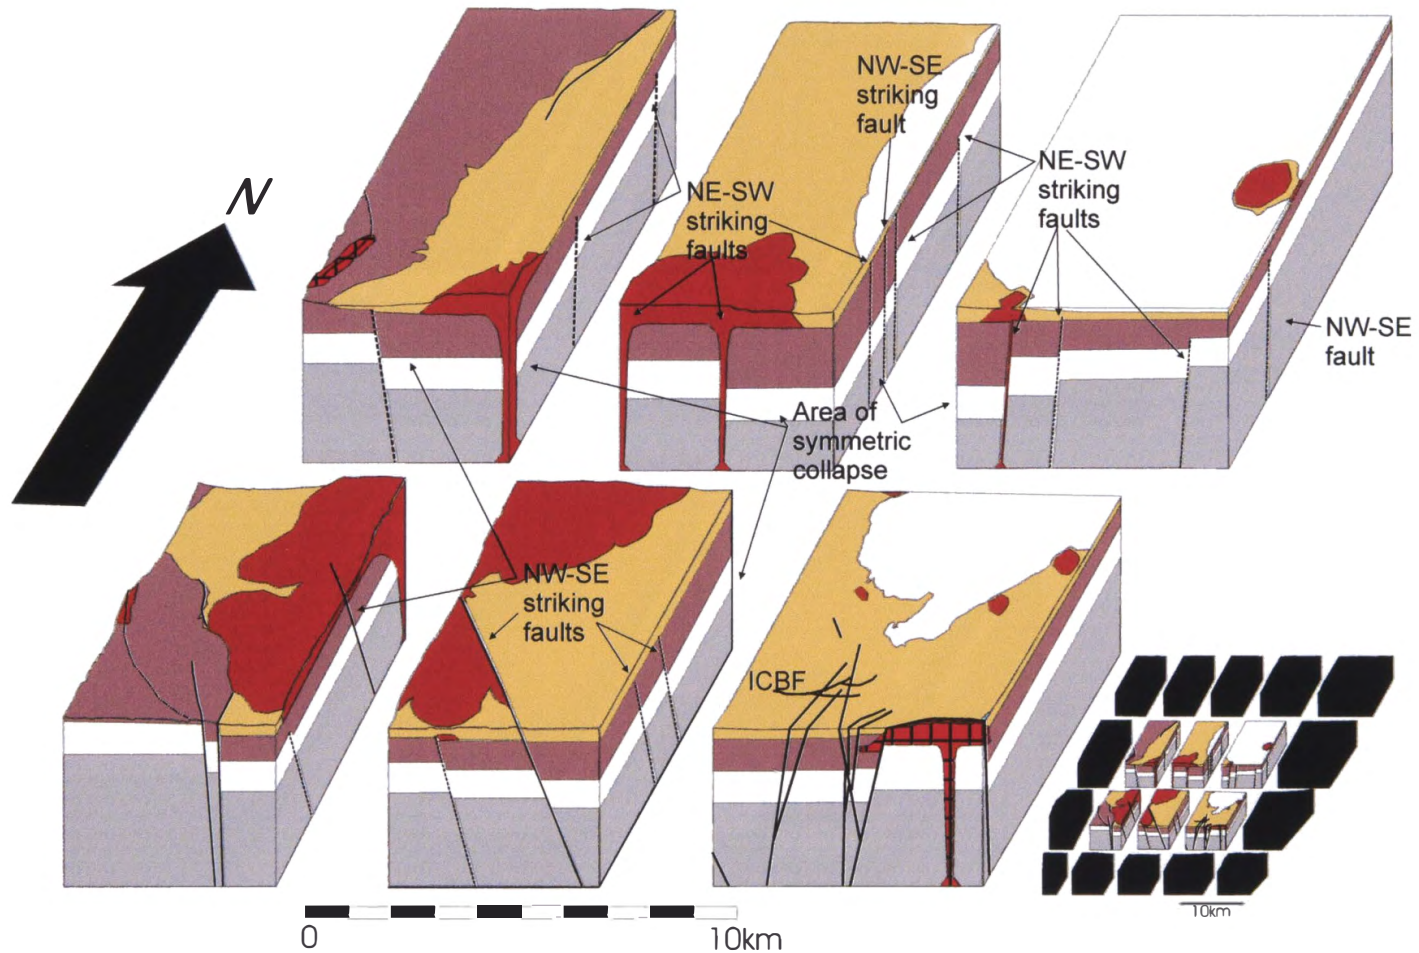 N
NW-SE
striking
fault
NE-SW
striking
faults
NE-SW
striking
faults
NW-SE
fault
Area of
symmetric
collapse
NW-SE
striking
faults
ICBF
0
10km
10km